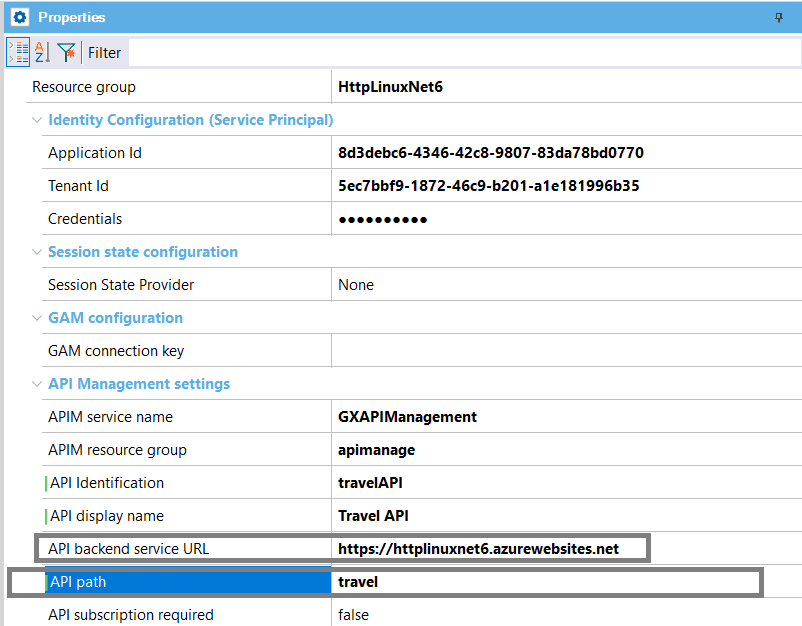 Properties
Filter
Resource group HttpLinuxNet6
Identity Configuration (Service Principal)
Application Id 8d3debc6-4346-42c8-9807-83da78bd0770
Tenant Id 5ec7bbf9-1872-46c9-b201-a1e181996b35
Credentials ●●●●●●●●●●
Session state configuration
Session State Provider None
GAM configuration
GAM connection key
API Management settings
APIM service name GXAPIManagement
APIM resource group apimanage
API Identification travelAPI
API display name Travel API
API backend service URL https://httplinuxnet6.azurewebsites.net
API path travel
API subscription required false